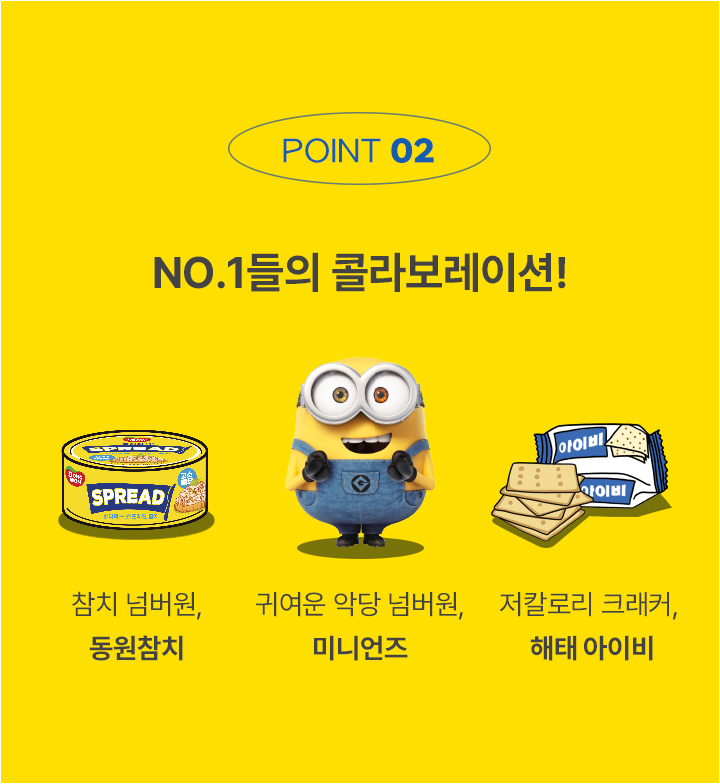 POINT 02
NO.1들의 콜라보레이션!
SPREAD
SPREAD
아이비
아이비
참치 넘버원,
동원참치
귀여운 악당 넘버원,
미니언즈
저칼로리 크래커,
해태 아이비